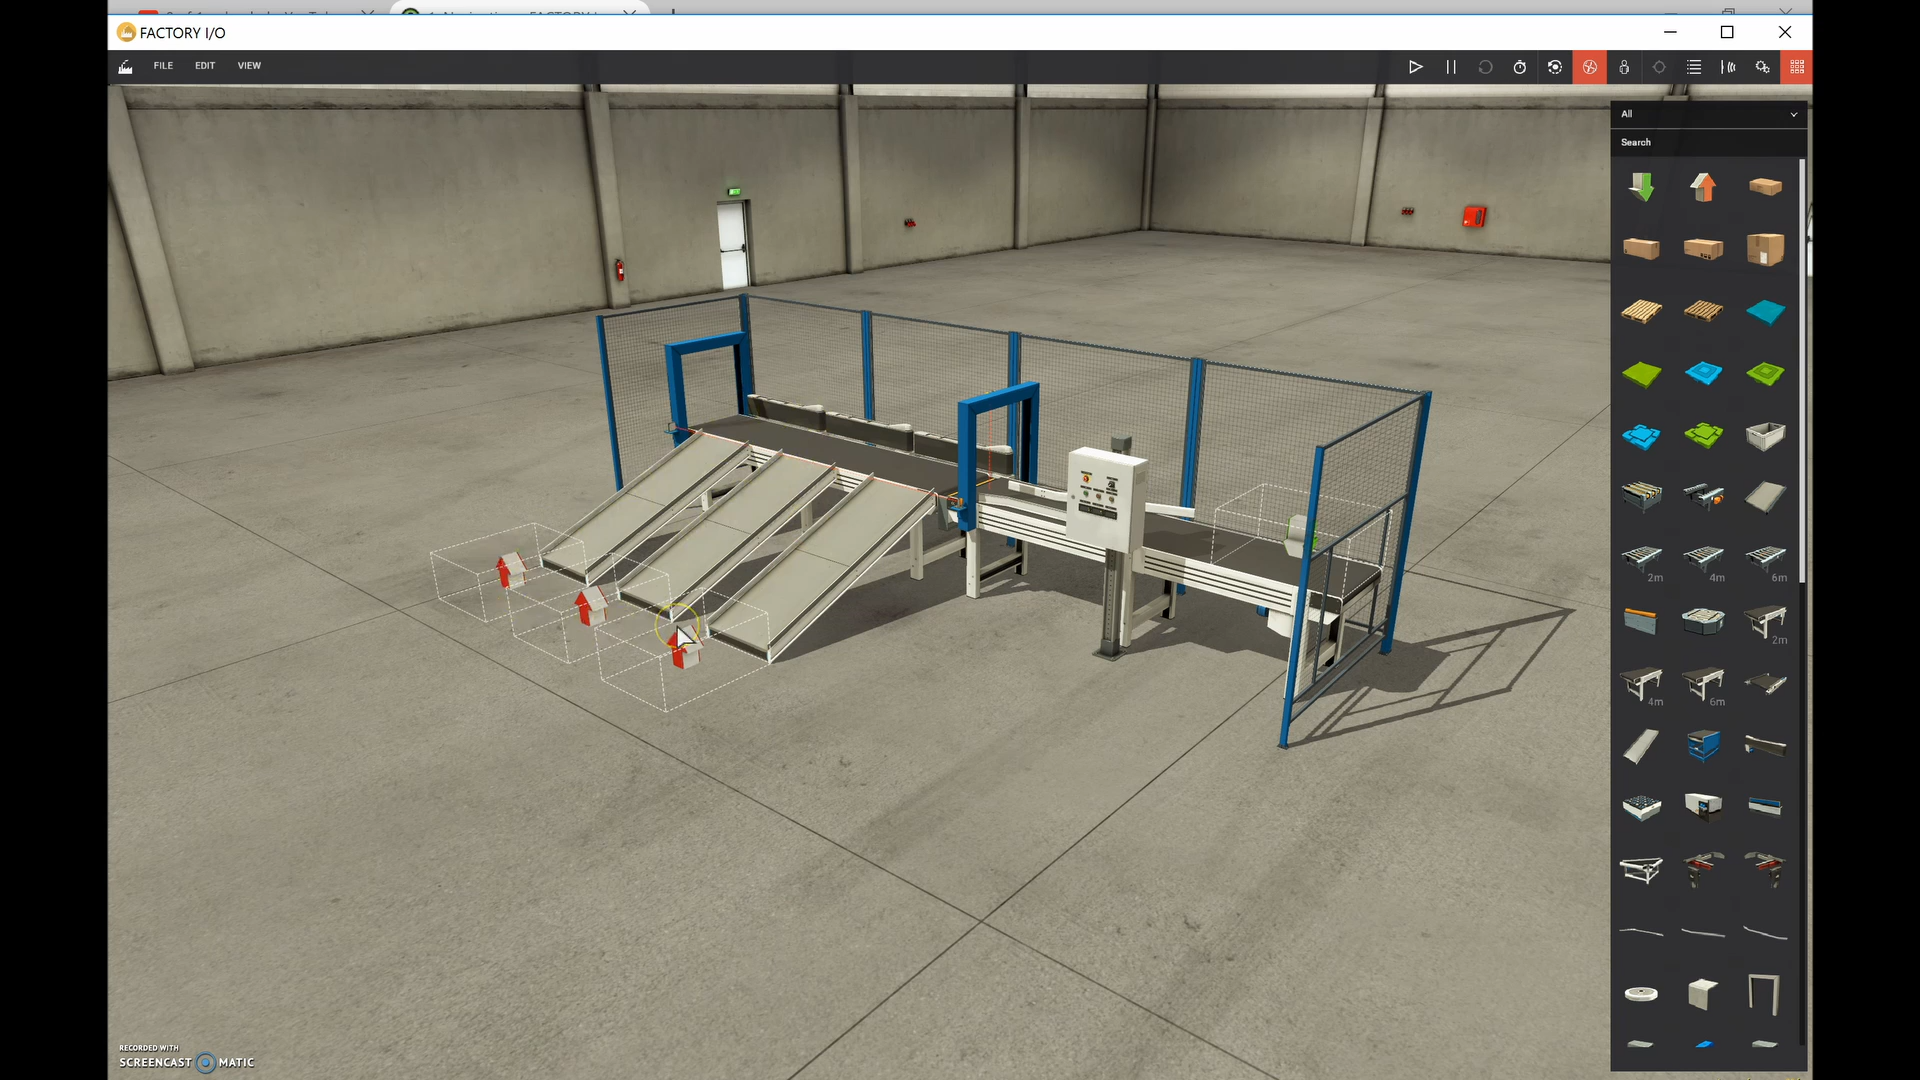 FACTORY I/O
FILE EDIT VIEW
All
Search
2m 4m 6m
2m
4m 6m
RECORDED WITH
SCREENCAST MATIC